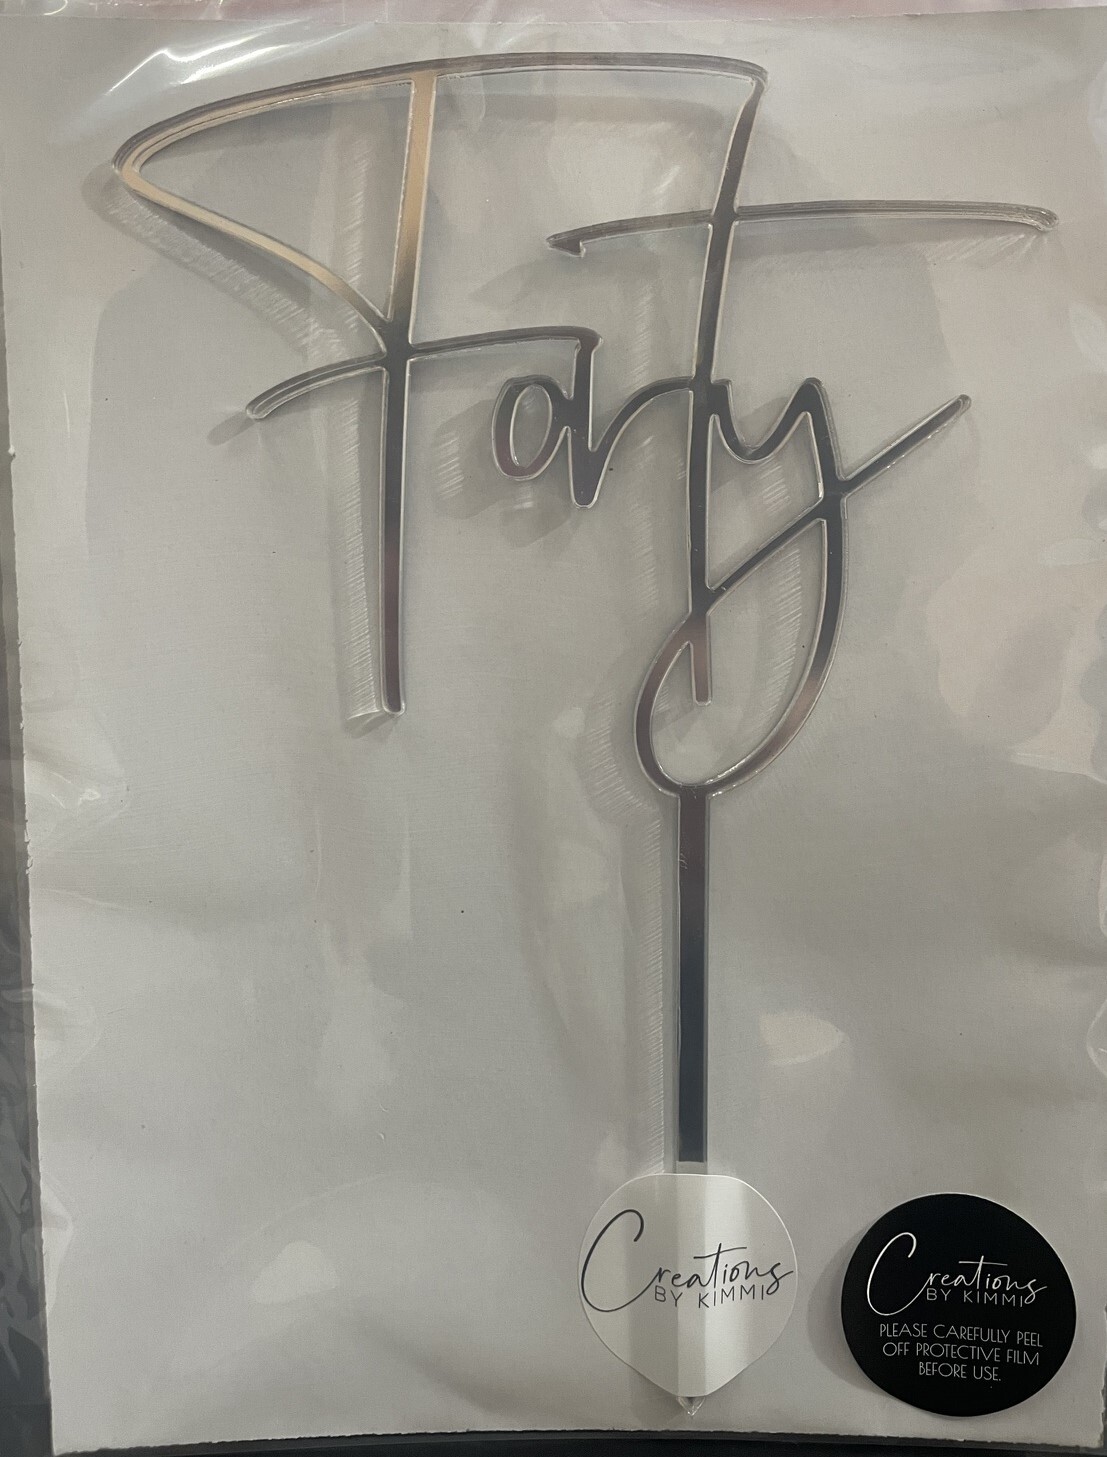 Forty
Creations
BY KIMMI
Creations
BY KIMMI
PLEASE CAREFULLY PEEL
OFF PROTECTIVE FILM
BEFORE USE.